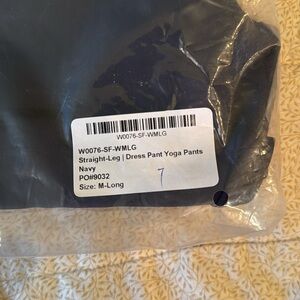 W0076-SF-WMLG
W0076-SF-WMLG
Straight-Leg | Dress Pant Yoga Pants
Navy
PO#9032
Size: M-Long
7